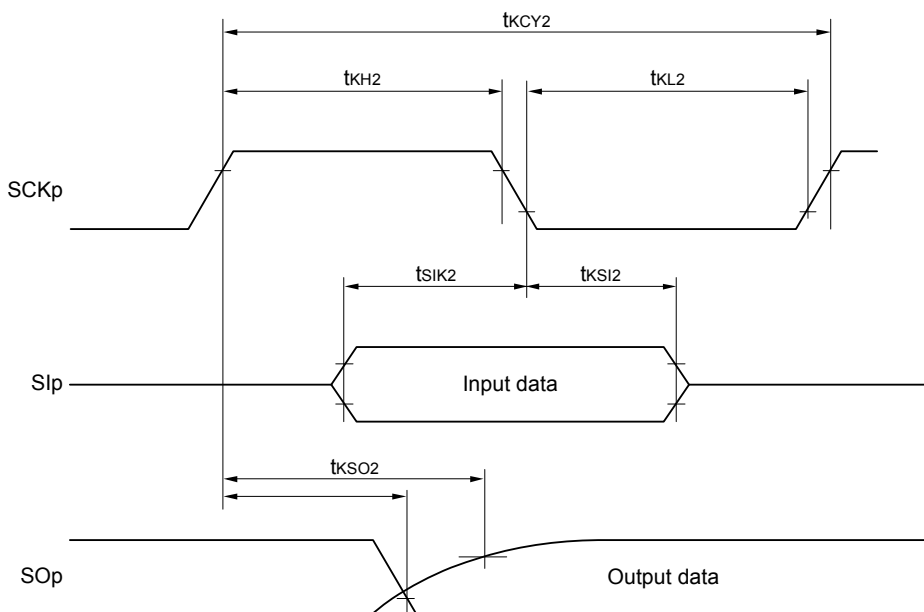 tKCY2
tKH2
tKL2
SCKp
tSIK2
tKSI2
SIp
Input data
tKSO2
SOp
Output data